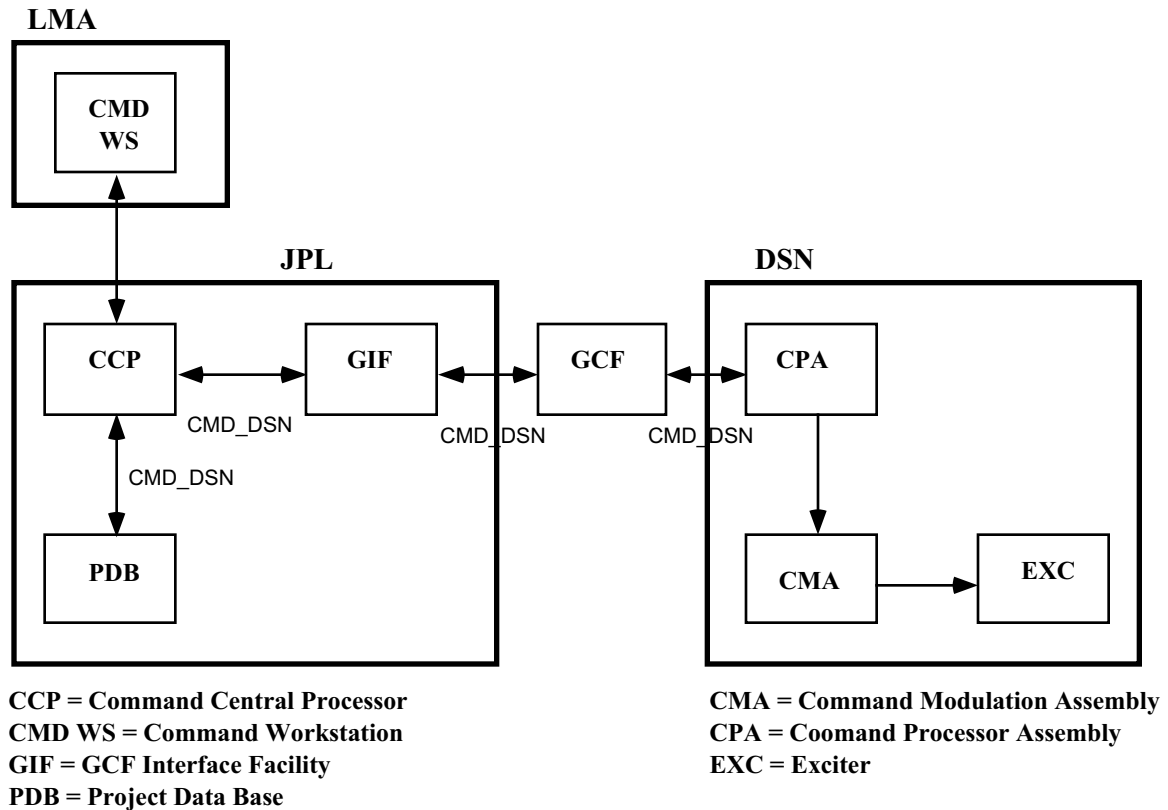 LMA
CMD
WS
JPL
DSN
CCP
GIF
GCF
CPA
CMD_DSN
CMD_DSN
CMD_DSN
CMD_DSN
PDB
CMA
EXC
CCP = Command Central Processor
CMD WS = Command Workstation
GIF = GCF Interface Facility
PDB = Project Data Base
CMA = Command Modulation Assembly
CPA = Coomand Processor Assembly
EXC = Exciter